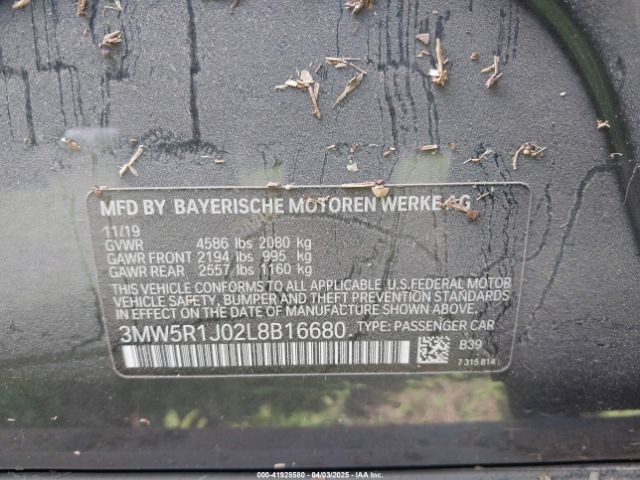 MFD BY BAYERISCHE MOTOREN WERKE AG
11/19
GVWR 4586 lbs 2080 kg
GAWR FRONT 2194 lbs 995 kg
GAWR REAR 2557 lbs 1160 kg
THIS VEHICLE CONFORMS TO ALL APPLICABLE U.S.FEDERAL MOTOR
VEHICLE SAFETY, BUMPER AND THEFT PREVENTION STANDARDS
IN EFFECT ON THE DATE OF MANUFACTURE SHOWN ABOVE.
3MW5R1J02L8B16680 TYPE: PASSENGER CAR
B39
7 315 814
00-41928580 04/03/2025 Copyright © IAA, Inc.